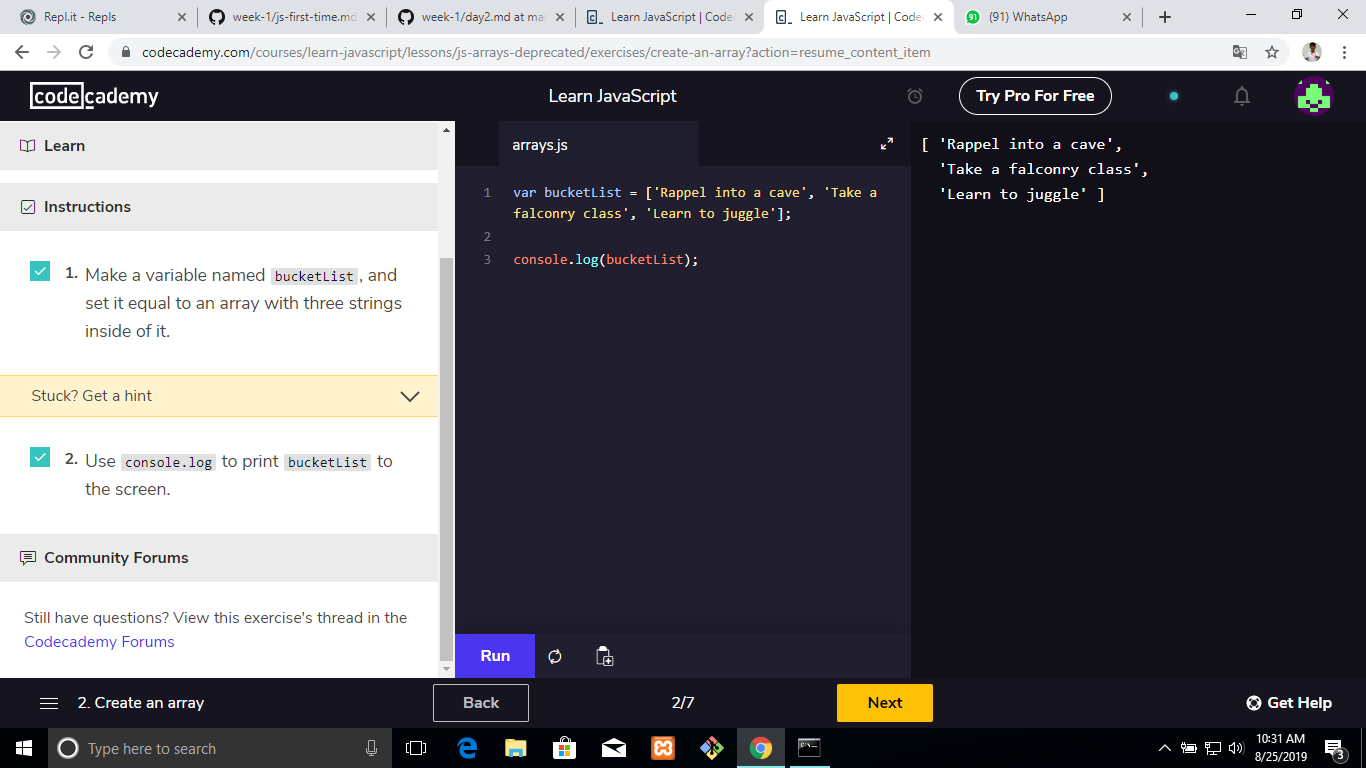 Repl.it - Repls
week-1/js-first-time.md
week-1/day2.md at mas
Learn JavaScript | Code
Learn JavaScript | Code
91
(91) WhatsApp
codecademy.com/courses/learn-javascript/lessons/js-arrays-deprecated/exercises/create-an-array?action=resume_content_item
codecademy
Learn JavaScript
Try Pro For Free
Learn
Instructions
1. Make a variable named bucketList, and
set it equal to an array with three strings
inside of it.
Stuck? Get a hint
2. Use console.log to print bucketList to
the screen.
Community Forums
Still have questions? View this exercise's thread in the
Codecademy Forums
arrays.js
1 var bucketList = ['Rappel into a cave', 'Take a
falconry class', 'Learn to juggle'];
2
3 console.log(bucketList);
[ 'Rappel into a cave',
'Take a falconry class',
'Learn to juggle' ]
Run
2. Create an array
Back
2/7
Next
Get Help
Type here to search
10:31 AM
8/25/2019
3